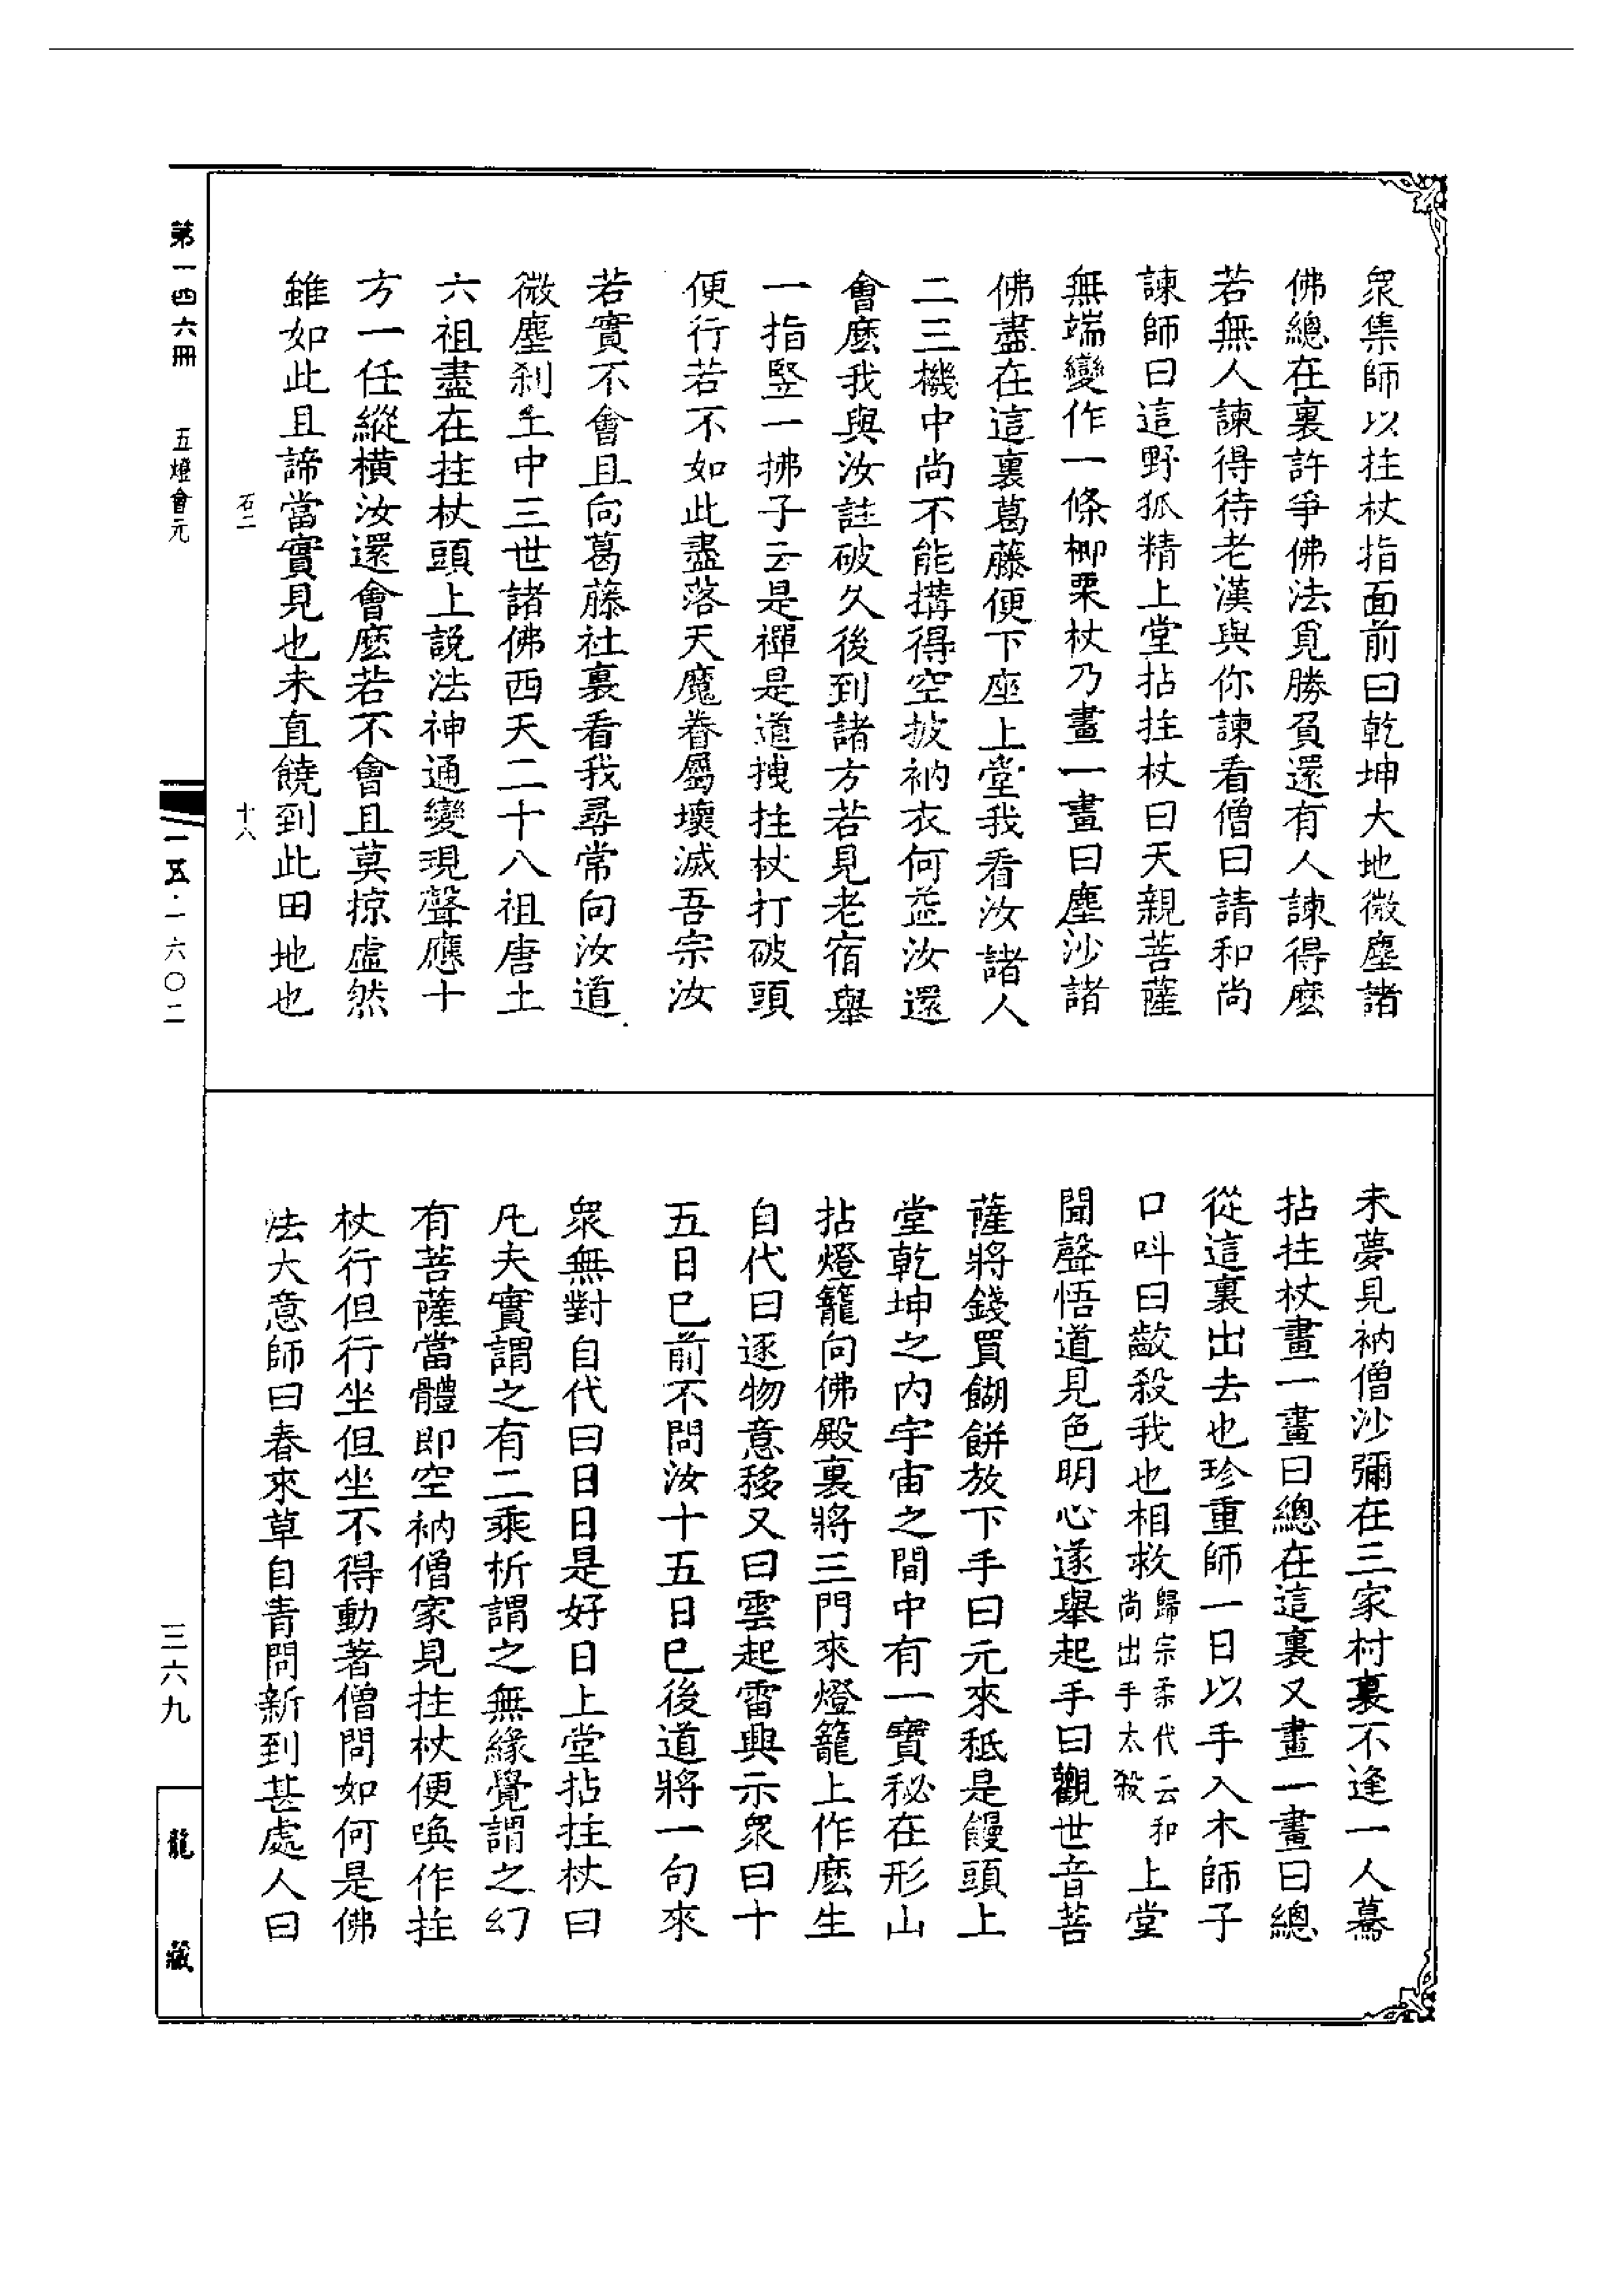 眾集師以拄杖指面前曰乾坤大地微塵諸
佛總在裏許爭佛法覓勝負還有人諫得麽
若無人諫得待老漢與你諫看僧曰請和尚
諫師曰這野狐精上堂拈拄杖曰天親菩薩
無端變作一條楖栗杖乃畫一畫曰塵沙諸
佛盡在這裏葛藤便下座上堂我看汝諸人
二三機中尚不能搆得空披衲衣何益汝還
會麽我與汝註破久後到諸方若見老宿舉
一指豎一拂子云是禪是道拽拄杖打破頭
便行若不如此盡落天魔眷屬壞滅吾宗汝
若實不會且向葛藤社裏看我尋常向汝道
微塵刹土中三世諸佛西天二十八祖唐土
六祖盡在拄杖頭上說法神通變現聲應十
方一任縱橫汝還會麽若不會且莫掠虛然
雖如此且諦當實見也未直饒到此田地也
石二
十八
未夢見衲僧沙彌在三家村裏不逢一人驀
拈拄杖畫一畫曰總在這裏又畫一畫曰總
從這裏出去也珍重師一日以手入木師子
口呌曰齩殺我也相救歸宗柔代云和尚出手太殺上堂
聞聲悟道見色明心遂舉起手曰觀世音菩
薩將錢買餬餅放下手曰元來秖是饅頭上
堂乾坤之內宇宙之間中有一寶秘在形山
拈燈籠向佛殿裏將三門來燈籠上作麽生
自代曰逐物意移又曰雲起雷興示眾曰十
五日已前不問汝十五日已後道將一句來
眾無對自代曰日日是好日上堂拈拄杖曰
凡夫實謂之有二乘析謂之無緣覺謂之幻
有菩薩當體即空衲僧家見拄杖便喚作拄
杖行但行坐但坐不得動著僧問如何是佛
法大意師曰春來草自青問新到甚處人曰
第一四六冊 五燈會元
一五·一六〇二
三六九
龍藏